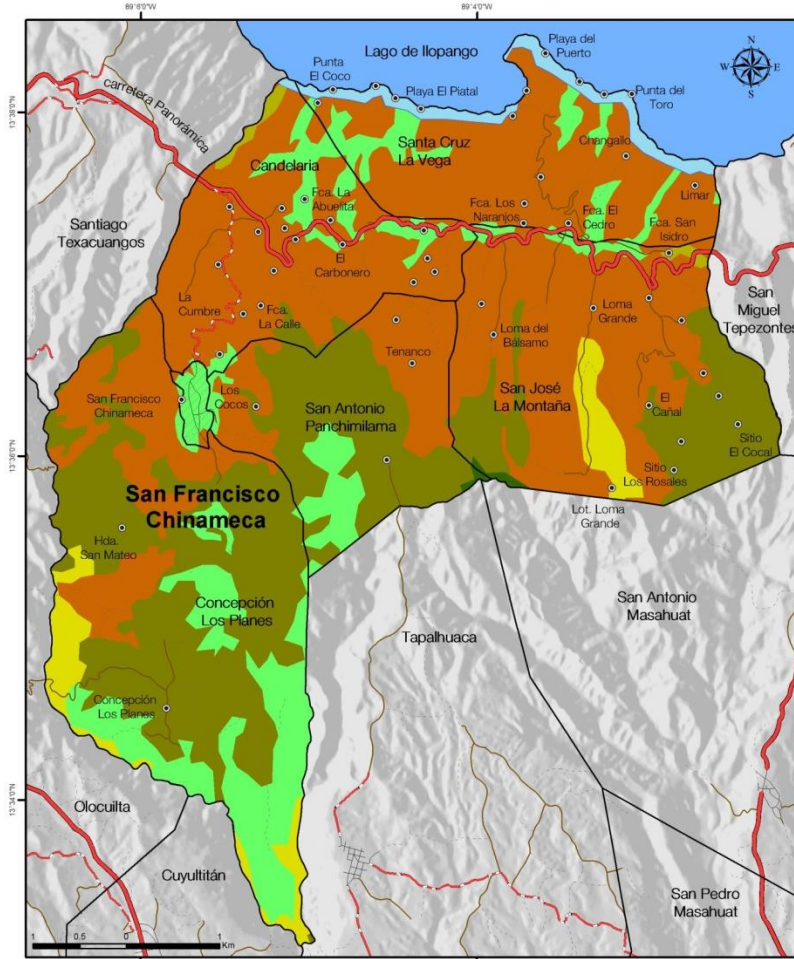 89°6'0"W
89°4'0"W
Lago de Ilopango
Playa del
Puerto
Punta
El Coco
Playa El Piatal
Punta del
Toro
N
W
E
S
carretera Panorámica
Santa Cruz
La Vega
Changallo
Candelaria
Limar
Fca. La
Abuelita
Fca. Los
Naranjos
Fca. El
Cedro
Fca. San
Isidro
Santiago
Texacuangos
El
Carbonero
San
Miguel
Tepezontes
La
Cumbre
Fca.
La Calle
Loma
Grande
Loma del
Bálsamo
Tenanco
San José
La Montaña
San Francisco
Chinameca
Los
Cocos
San Antonio
Panchimilama
El
Cañal
Sitio
El Cocal
Sitio
Los Rosales
San Francisco
Chinameca
Lot. Loma
Grande
Hda.
San Mateo
Concepción
Los Planes
San Antonio
Masahuat
Tapalhuaca
Concepción
Los Planes
Olocuilta
Cuyultitán
San Pedro
Masahuat
1 0.5 0 1
Km